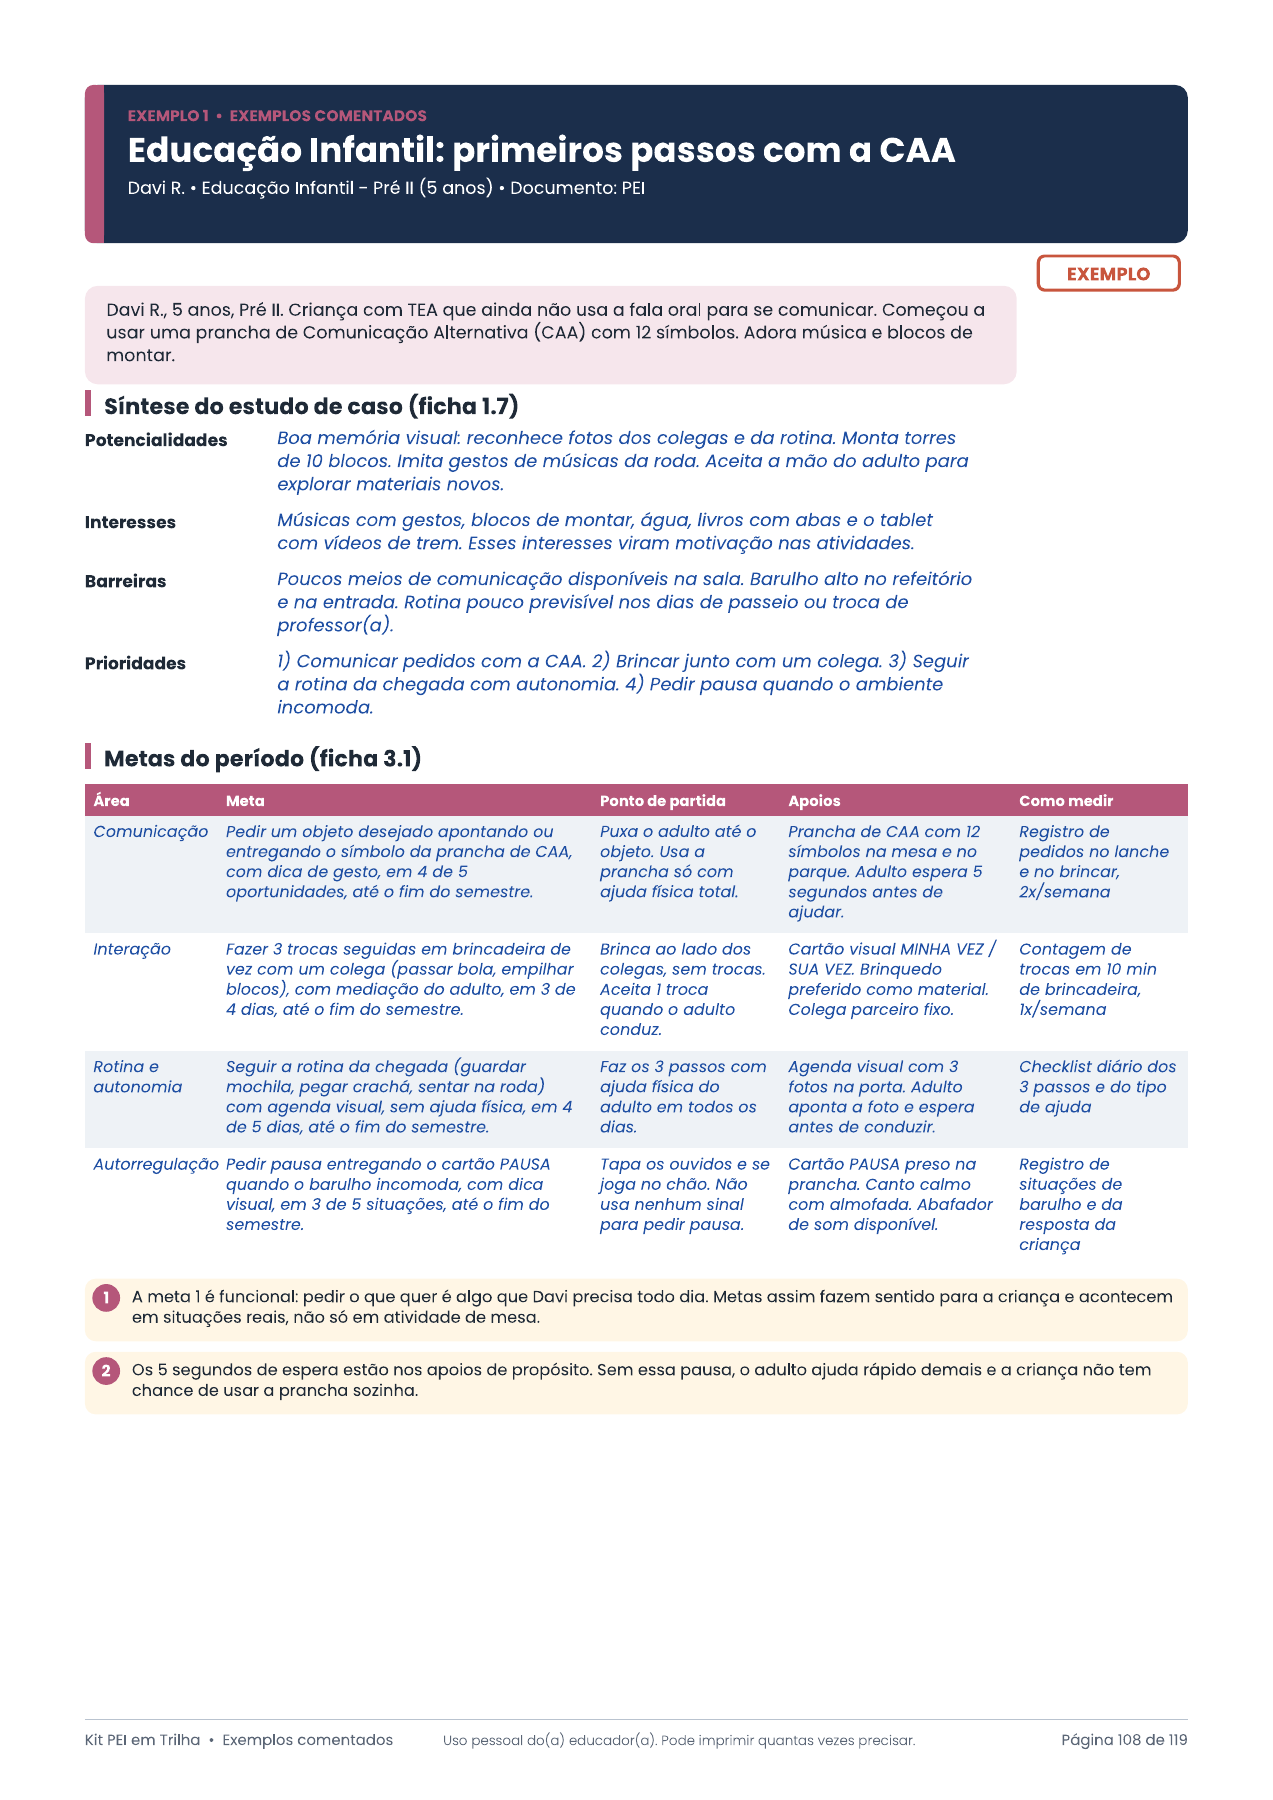 EXEMPLO 1 • EXEMPLOS COMENTADOS
Educação Infantil: primeiros passos com a CAA
Davi R. • Educação Infantil - Pré II (5 anos) • Documento: PEI
EXEMPLO
Davi R., 5 anos, Pré II. Criança com TEA que ainda não usa a fala oral para se comunicar. Começou a
usar uma prancha de Comunicação Alternativa (CAA) com 12 símbolos. Adora música e blocos de
montar.
Síntese do estudo de caso (ficha 1.7)
Potencialidades
Boa memória visual: reconhece fotos dos colegas e da rotina. Monta torres
de 10 blocos. Imita gestos de músicas da roda. Aceita a mão do adulto para
explorar materiais novos.
Interesses
Músicas com gestos, blocos de montar, água, livros com abas e o tablet
com vídeos de trem. Esses interesses viram motivação nas atividades.
Barreiras
Poucos meios de comunicação disponíveis na sala. Barulho alto no refeitório
e na entrada. Rotina pouco previsível nos dias de passeio ou troca de
professor(a).
Prioridades
1) Comunicar pedidos com a CAA. 2) Brincar junto com um colega. 3) Seguir
a rotina da chegada com autonomia. 4) Pedir pausa quando o ambiente
incomoda.
Metas do período (ficha 3.1)
Área
Meta
Ponto de partida
Apoios
Como medir
Comunicação
Pedir um objeto desejado apontando ou
entregando o símbolo da prancha de CAA,
com dica de gesto, em 4 de 5
oportunidades, até o fim do semestre.
Puxa o adulto até o
objeto. Usa a
prancha só com
ajuda física total.
Prancha de CAA com 12
símbolos na mesa e no
parque. Adulto espera 5
segundos antes de
ajudar.
Registro de
pedidos no lanche
e no brincar,
2x/semana
Interação
Fazer 3 trocas seguidas em brincadeira de
vez com um colega (passar bola, empilhar
blocos), com mediação do adulto, em 3 de
4 dias, até o fim do semestre.
Brinca ao lado dos
colegas, sem trocas.
Aceita 1 troca
quando o adulto
conduz.
Cartão visual MINHA VEZ /
SUA VEZ. Brinquedo
preferido como material.
Colega parceiro fixo.
Contagem de
trocas em 10 min
de brincadeira,
1x/semana
Rotina e
autonomia
Seguir a rotina da chegada (guardar
mochila, pegar crachá, sentar na roda)
com agenda visual, sem ajuda física, em 4
de 5 dias, até o fim do semestre.
Faz os 3 passos com
ajuda física do
adulto em todos os
dias.
Agenda visual com 3
fotos na porta. Adulto
aponta a foto e espera
antes de conduzir.
Checklist diário dos
3 passos e do tipo
de ajuda
Autorregulação
Pedir pausa entregando o cartão PAUSA
quando o barulho incomoda, com dica
visual, em 3 de 5 situações, até o fim do
semestre.
Tapa os ouvidos e se
joga no chão. Não
usa nenhum sinal
para pedir pausa.
Cartão PAUSA preso na
prancha. Canto calmo
com almofada. Abafador
de som disponível.
Registro de
situações de
barulho e da
resposta da
criança
1
A meta 1 é funcional: pedir o que quer é algo que Davi precisa todo dia. Metas assim fazem sentido para a criança e acontecem
em situações reais, não só em atividade de mesa.
2
Os 5 segundos de espera estão nos apoios de propósito. Sem essa pausa, o adulto ajuda rápido demais e a criança não tem
chance de usar a prancha sozinha.
Kit PEI em Trilha • Exemplos comentados
Uso pessoal do(a) educador(a). Pode imprimir quantas vezes precisar.
Página 108 de 119